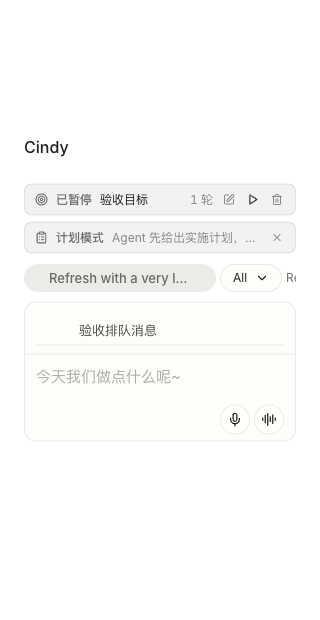 Cindy
已暂停 验收目标 1 轮
计划模式 Agent 先给出实施计划，...
Refresh with a very l... All Re
验收排队消息
今天我们做点什么呢~